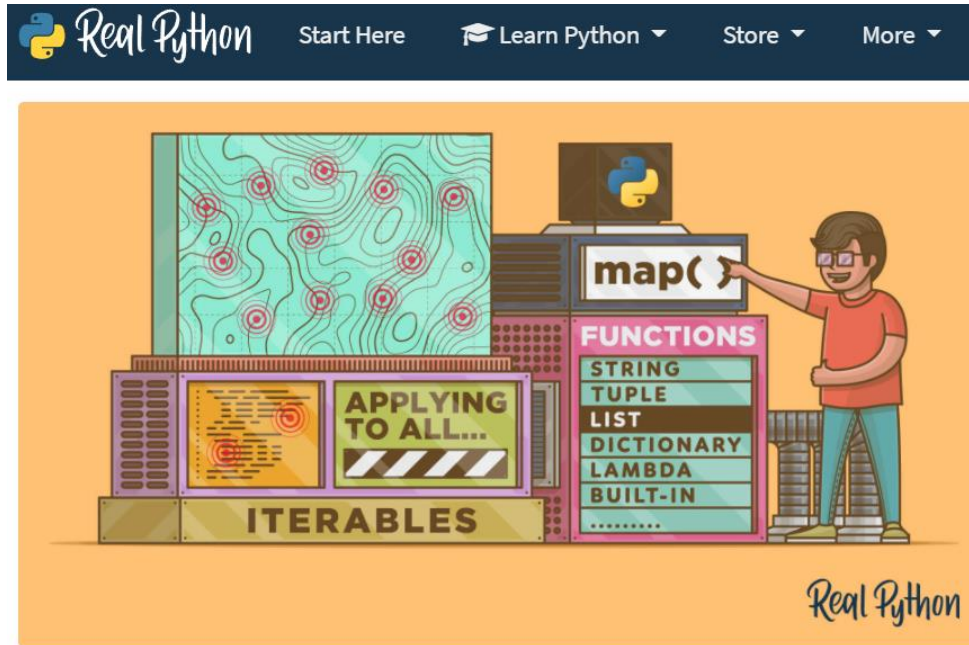 Real Python Start Here Learn Python Store More
map( )
FUNCTIONS
STRING
TUPLE
LIST
DICTIONARY
LAMBDA
BUILT-IN
.........
APPLYING
TO ALL...
ITERABLES
Real Python